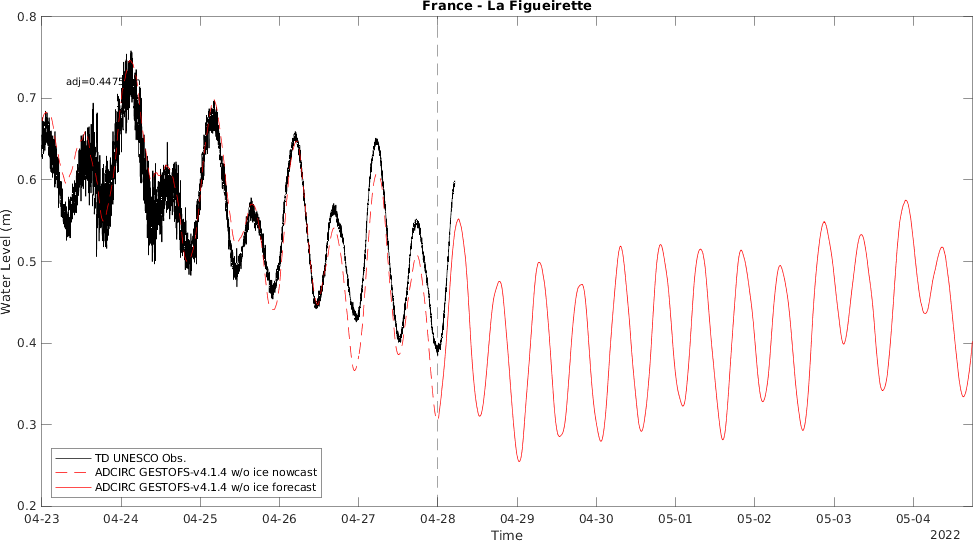 France - La Figueirette
0.8
0.7
0.6
0.5
0.4
0.3
0.2
Water Level (m)
adj=0.4475
TD UNESCO Obs.
ADCIRC GESTOFS-v4.1.4 w/o ice nowcast
ADCIRC GESTOFS-v4.1.4 w/o ice forecast
04-23 04-24 04-25 04-26 04-27 04-28 04-29 04-30 05-01 05-02 05-03 05-04
Time
2022